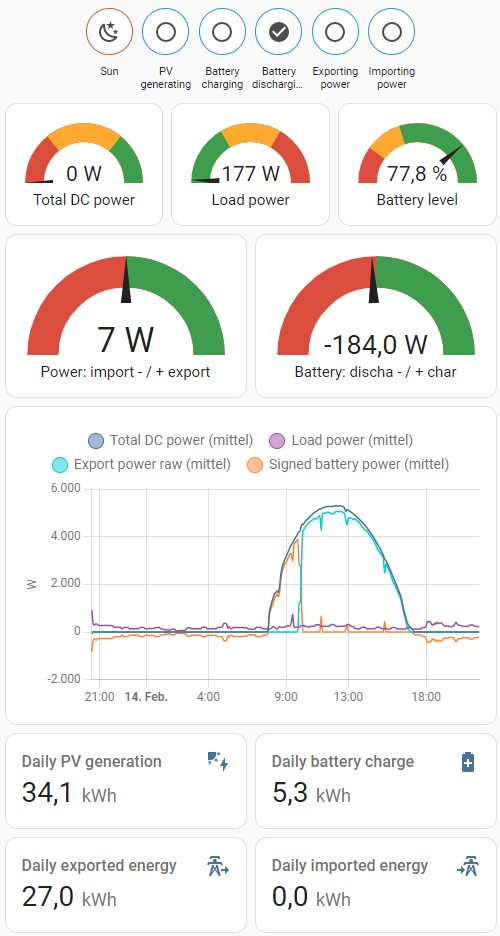 Sun
PV generating
Battery charging
Battery dischargi...
Exporting power
Importing power
0 W
Total DC power
177 W
Load power
77,8 %
Battery level
7 W
Power: import - / + export
-184,0 W
Battery: discha - / + char
Total DC power (mittel)
Load power (mittel)
Export power raw (mittel)
Signed battery power (mittel)
6.000
4.000
2.000
0
-2.000
W
21:00
14. Feb.
4:00
9:00
13:00
18:00
Daily PV generation
34,1 kWh
Daily battery charge
5,3 kWh
Daily exported energy
27,0 kWh
Daily imported energy
0,0 kWh